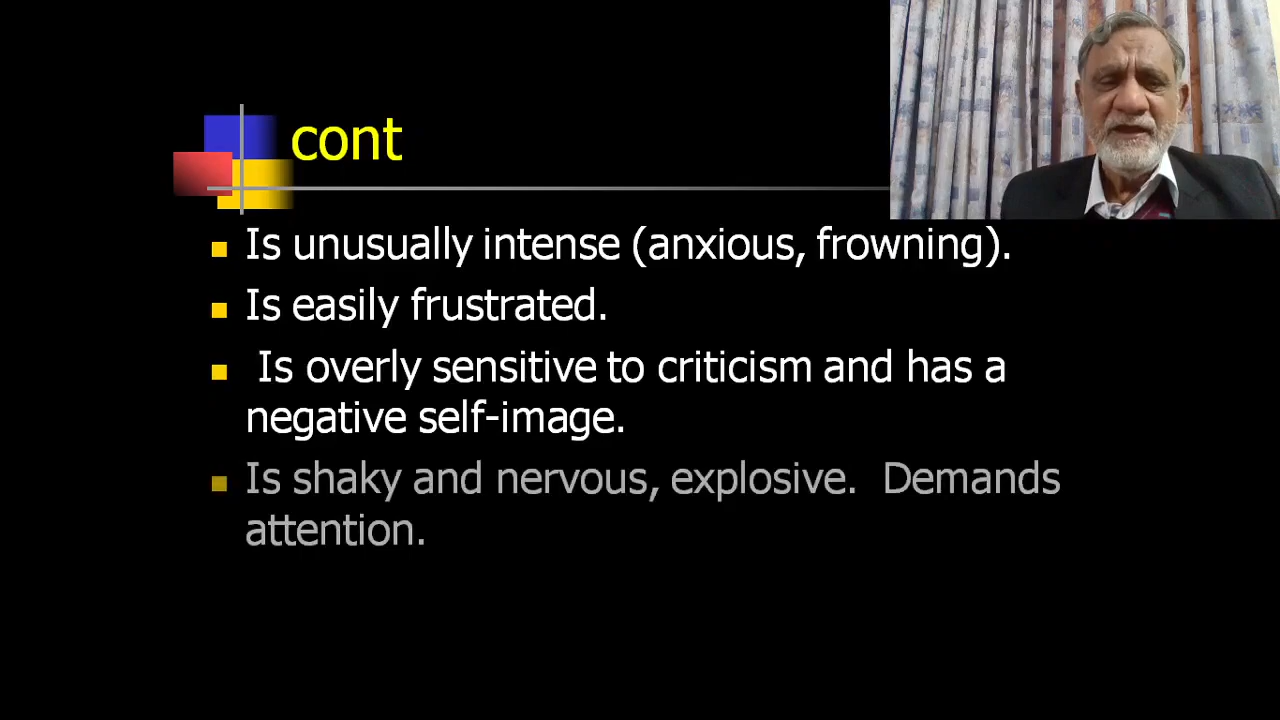 cont
Is unusually intense (anxious, frowning).
Is easily frustrated.
Is overly sensitive to criticism and has a
negative self-image.
Is shaky and nervous, explosive.  Demands
attention.